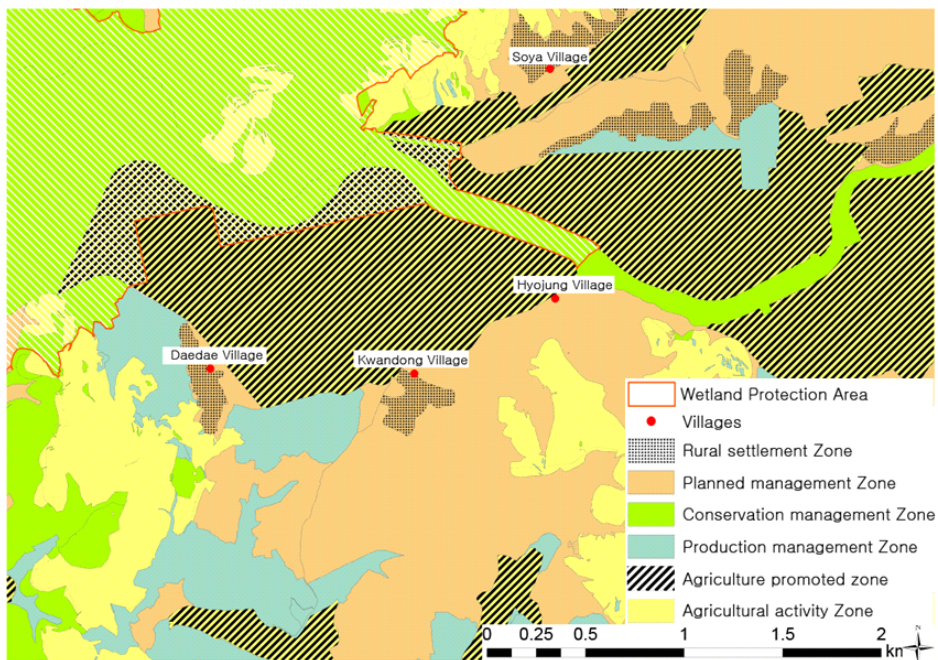 Soya Village
Hyojung Village
Daedae Village
Kwandong Village
Wetland Protection Area
Villages
Rural settlement Zone
Planned management Zone
Conservation management Zone
Production management Zone
Agriculture promoted zone
Agricultural activity Zone
0 0.25 0.5 1 1.5 2
km
N